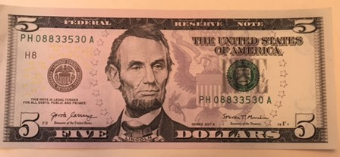 5 FEDERAL RESERVE NOTE 5
PH 08833530 A
THE UNITED STATES
OF AMERICA
H8
PH 08833530 A
THIS NOTE IS LEGAL TENDER
FOR ALL DEBTS, PUBLIC AND PRIVATE
LINCOLN
5 FIVE DOLLARS 5